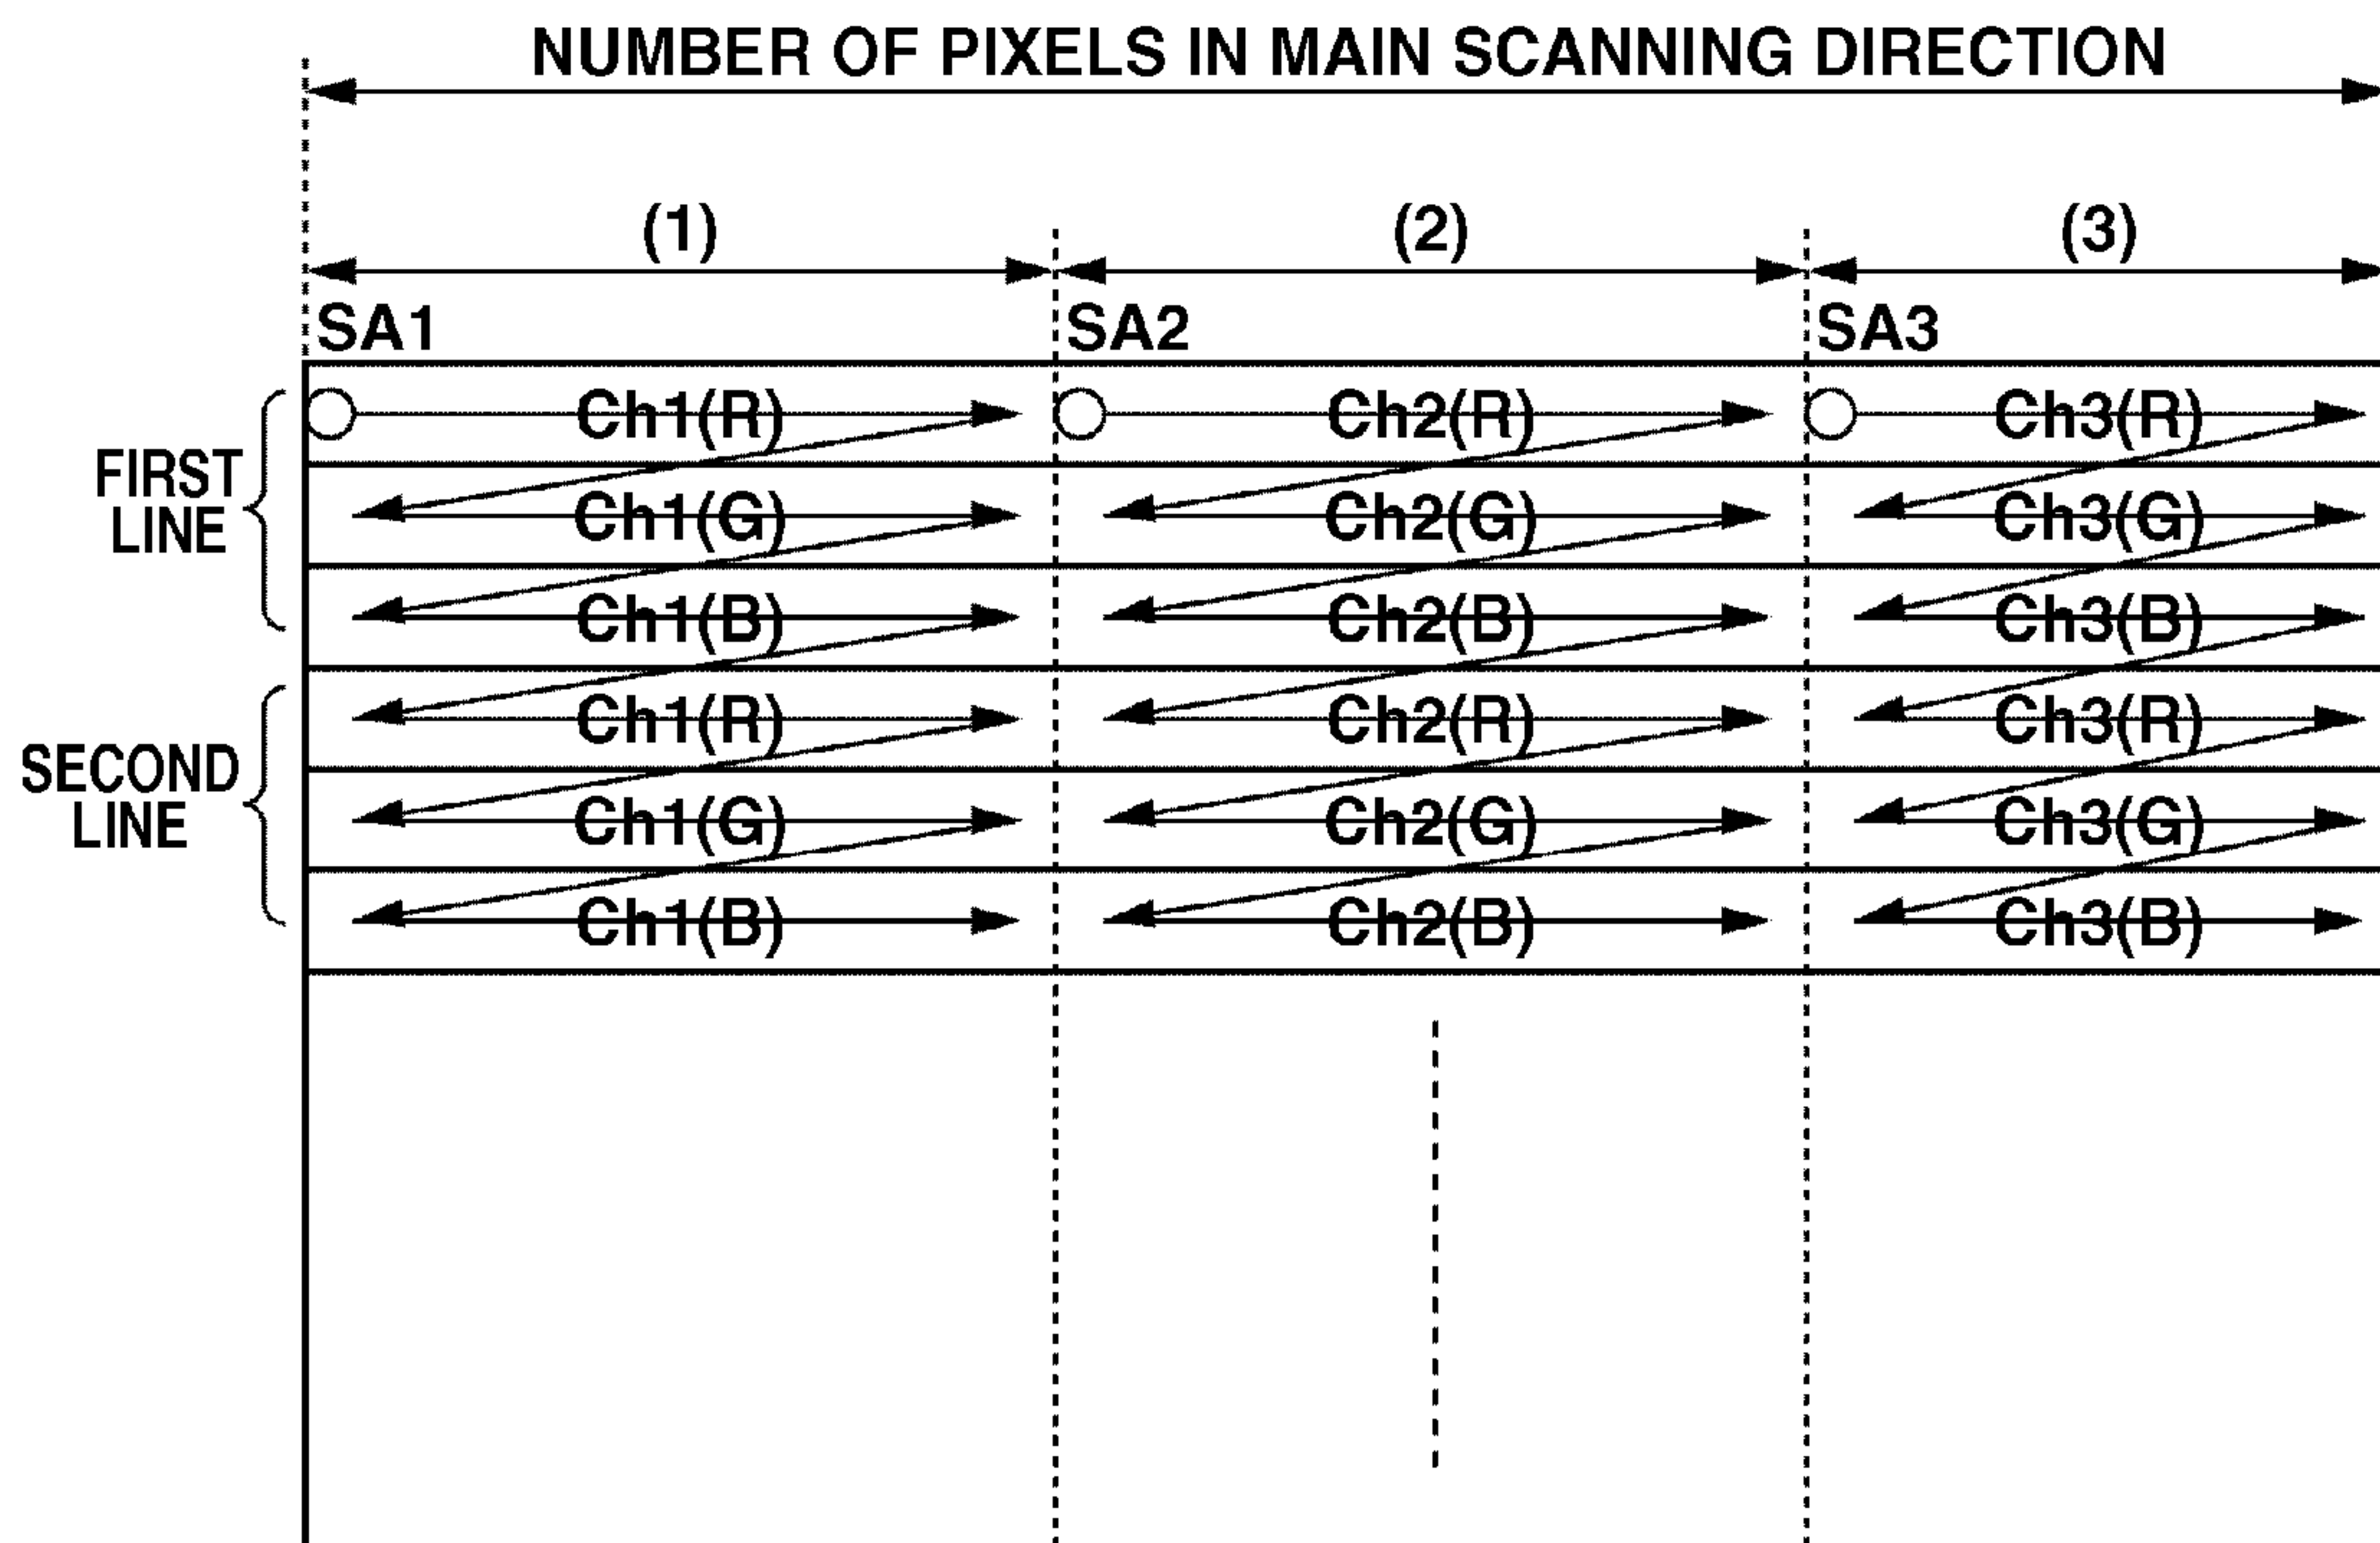 NUMBER OF PIXELS IN MAIN SCANNING DIRECTION
(1) (2) (3)
SA1 SA2 SA3
FIRST
LINE
Ch1(R) Ch2(R) Ch3(R)
Ch1(G) Ch2(G) Ch3(G)
Ch1(B) Ch2(B) Ch3(B)
SECOND
LINE
Ch1(R) Ch2(R) Ch3(R)
Ch1(G) Ch2(G) Ch3(G)
Ch1(B) Ch2(B) Ch3(B)